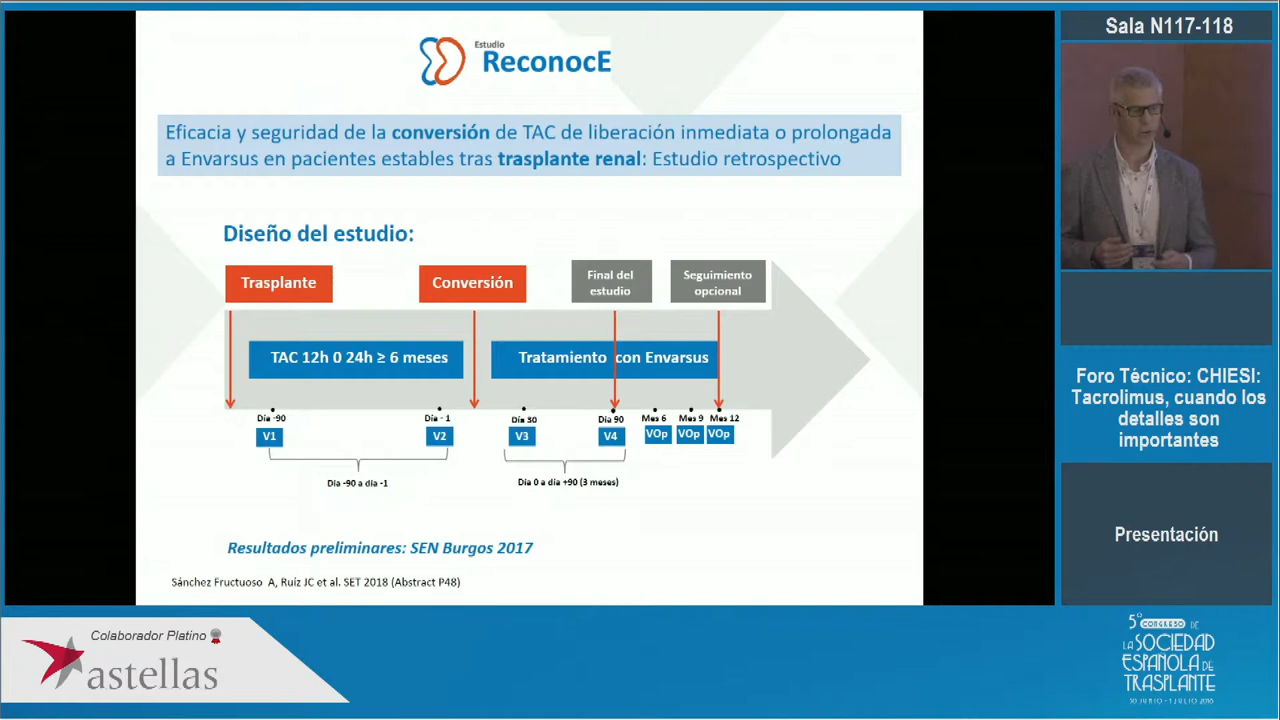 Estudio
ReconocE
Eficacia y seguridad de la conversión de TAC de liberación inmediata o prolongada
a Envarsus en pacientes estables tras trasplante renal: Estudio retrospectivo
Diseño del estudio:
Trasplante
Conversión
Final del
estudio
Seguimiento
opcional
TAC 12h 0 24h ≥ 6 meses
Tratamiento con Envarsus
Día -90
Día - 1
Día 30
Día 90
Mes 6
Mes 9
Mes 12
V1
V2
V3
V4
VOp
VOp
VOp
Dia -90 a día -1
Día 0 a día +90 (3 meses)
Resultados preliminares: SEN Burgos 2017
Sánchez Fructuoso A, Ruíz JC et al. SET 2018 (Abstract P48)
Sala N117-118
Foro Técnico: CHIESI:
Tacrolimus, cuando los
detalles son
importantes
Presentación
Colaborador Platino
astellas
5º CONGRESO DE
LA SOCIEDAD
ESPAÑOLA DE
TRASPLANTE